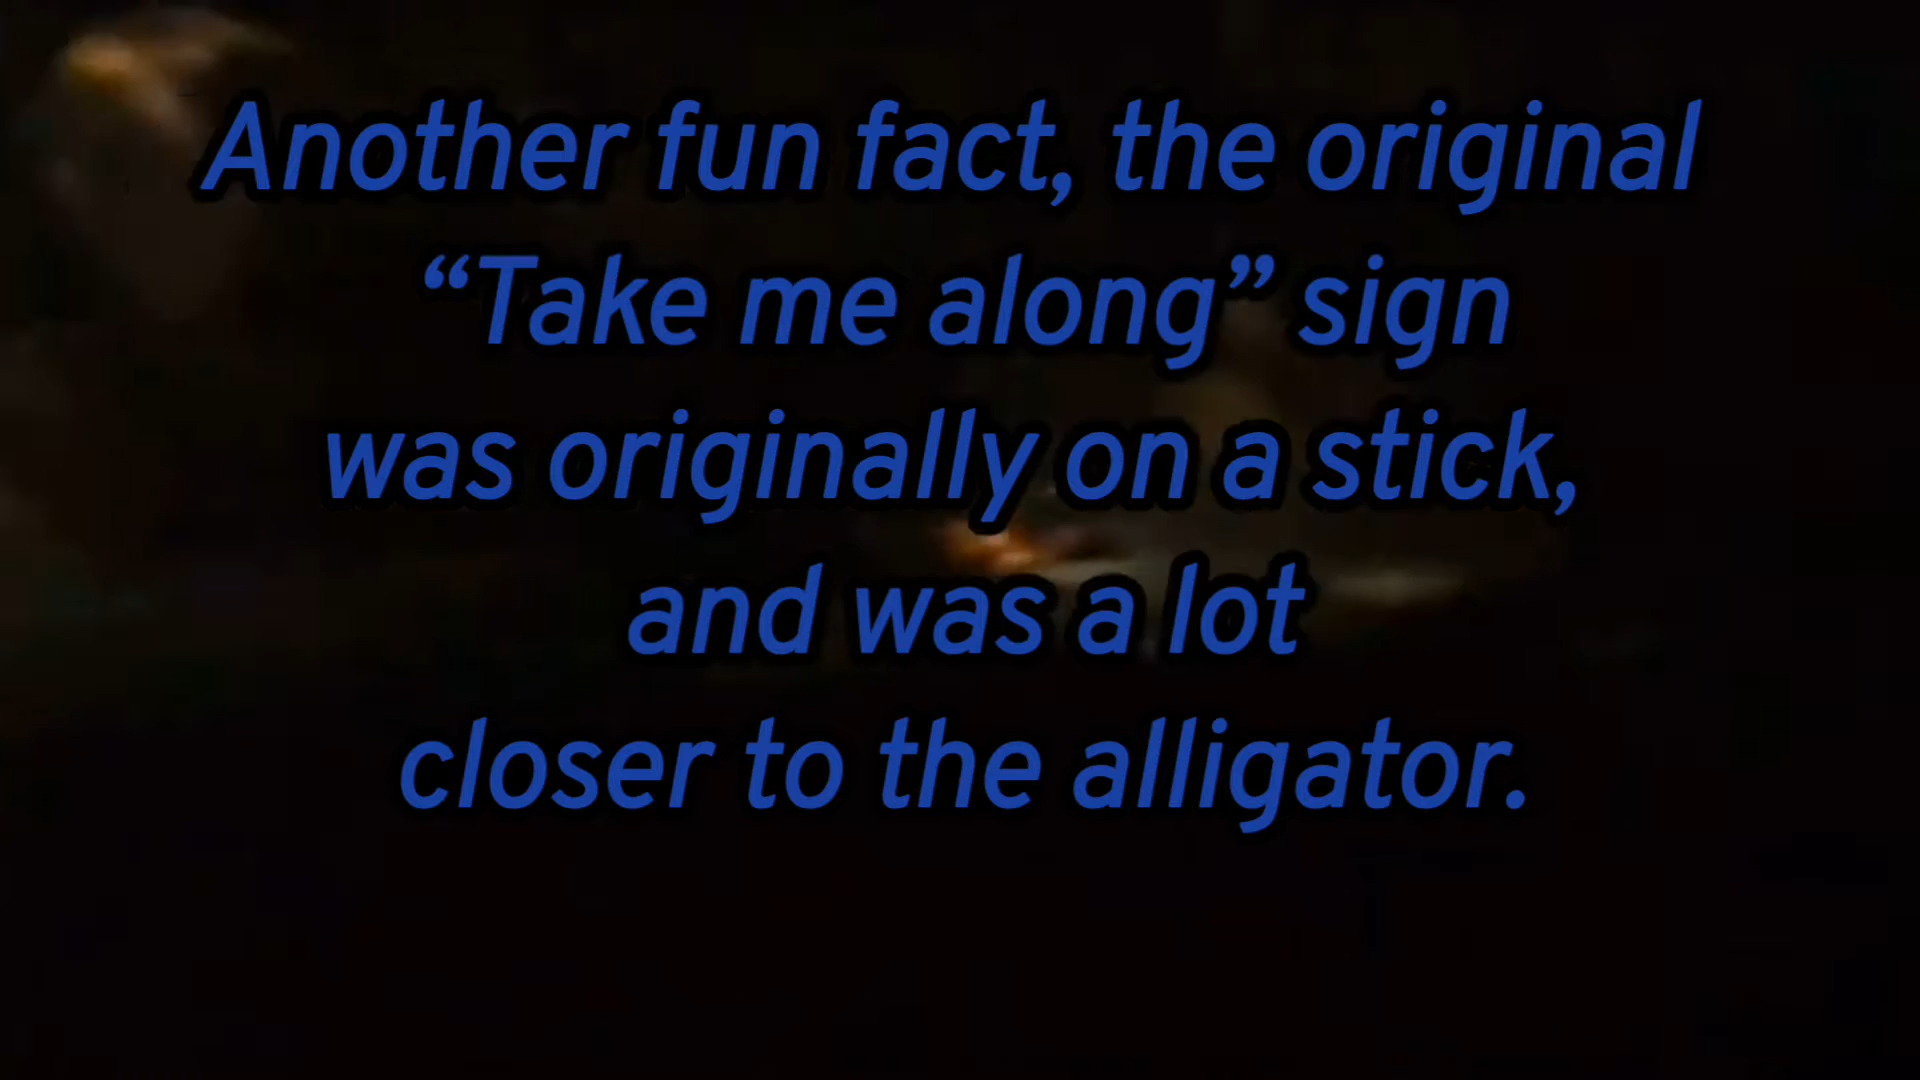 Another fun fact, the original
“Take me along” sign
was originally on a stick,
and was a lot
closer to the alligator.